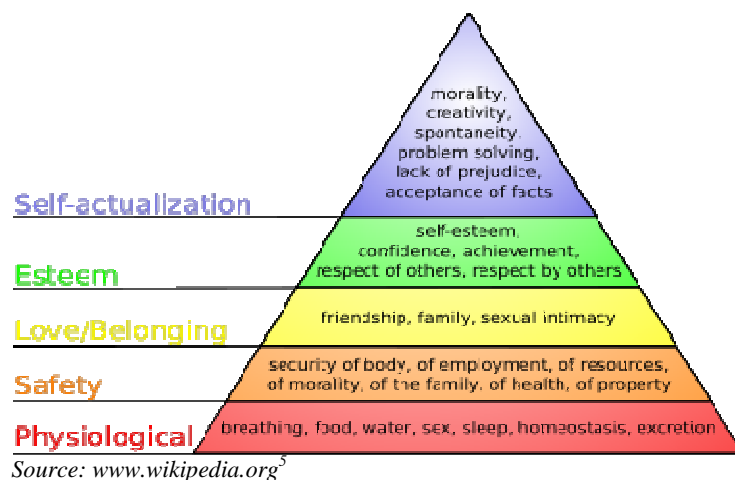 morality,
creativity,
spontaneity,
problem solving,
lack of prejudice,
acceptance of facts
Self-actualization
self-esteem,
confidence, achievement,
respect of others, respect by others
Esteem
friendship, family, sexual intimacy
Love/Belonging
security of body, of employment, of resources,
of morality, of the family, of health, of property
Safety
breathing, food, water, sex, sleep, homeostasis, excretion
Physiological
Source: www.wikipedia.org5